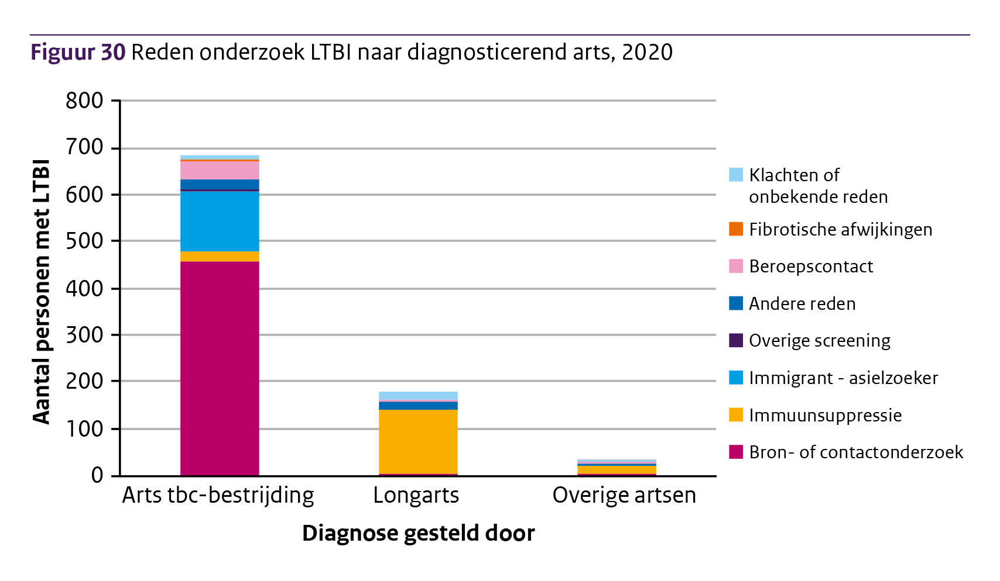 Figuur 30 Reden onderzoek LTBI naar diagnosticerend arts, 2020
Aantal personen met LTBI
800
700
600
500
400
300
200
100
0
Arts tbc-bestrijding
Longarts
Overige artsen
Diagnose gesteld door
Klachten of
onbekende reden
Fibrotische afwijkingen
Beroepscontact
Andere reden
Overige screening
Immigrant - asielzoeker
Immuunsuppressie
Bron- of contactonderzoek